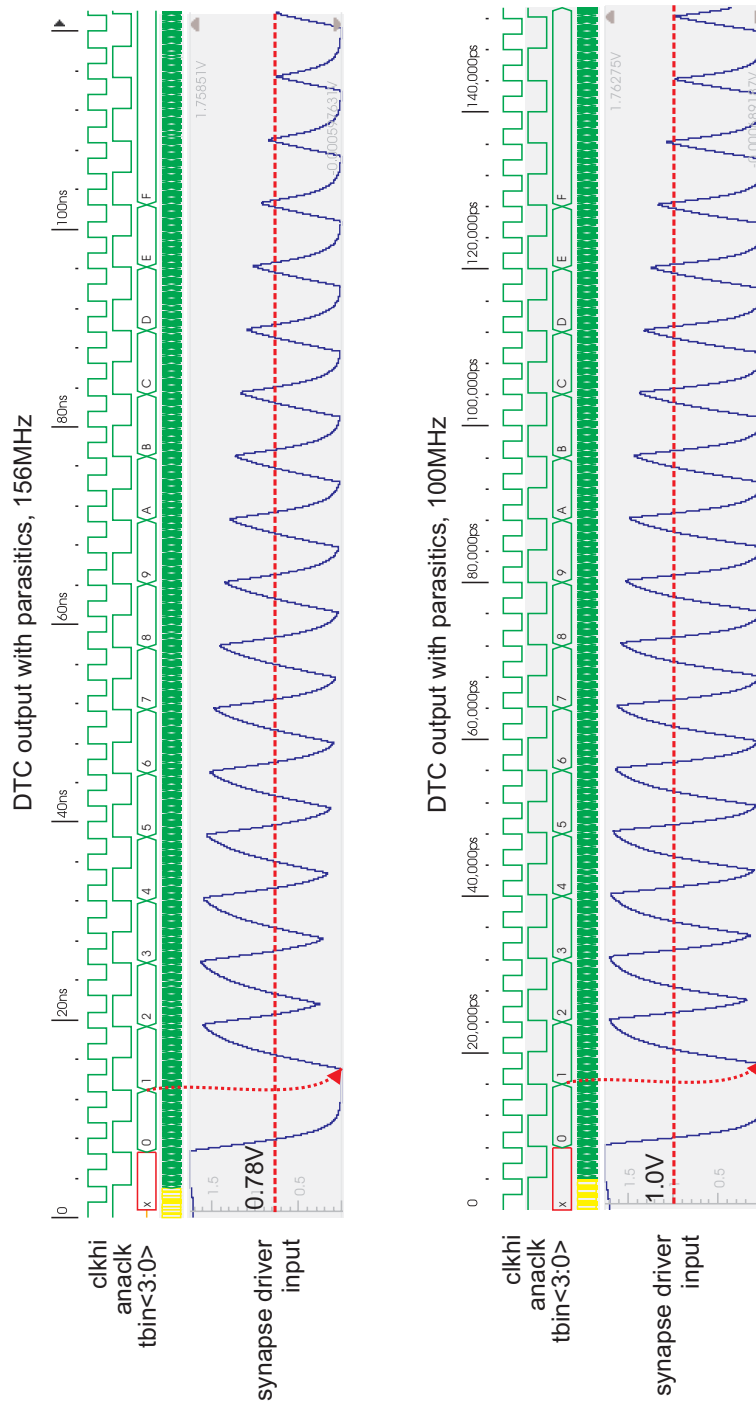 DTC output with parasitics, 156MHz
0
20ns
40ns
60ns
80ns
100ns
clkhi
anaclk
tbin<3:0>
x 0 1 2 3 4 5 6 7 8 9 A B C D E F
synapse driver
input
1.5
0.78V
0.5
1.75851V
DTC output with parasitics, 100MHz
0
20,000ps
40,000ps
60,000ps
80,000ps
100,000ps
120,000ps
140,000ps
clkhi
anaclk
tbin<3:0>
x 0 1 2 3 4 5 6 7 8 9 A B C D E F
synapse driver
input
1.5
1.0V
0.5
1.76275V